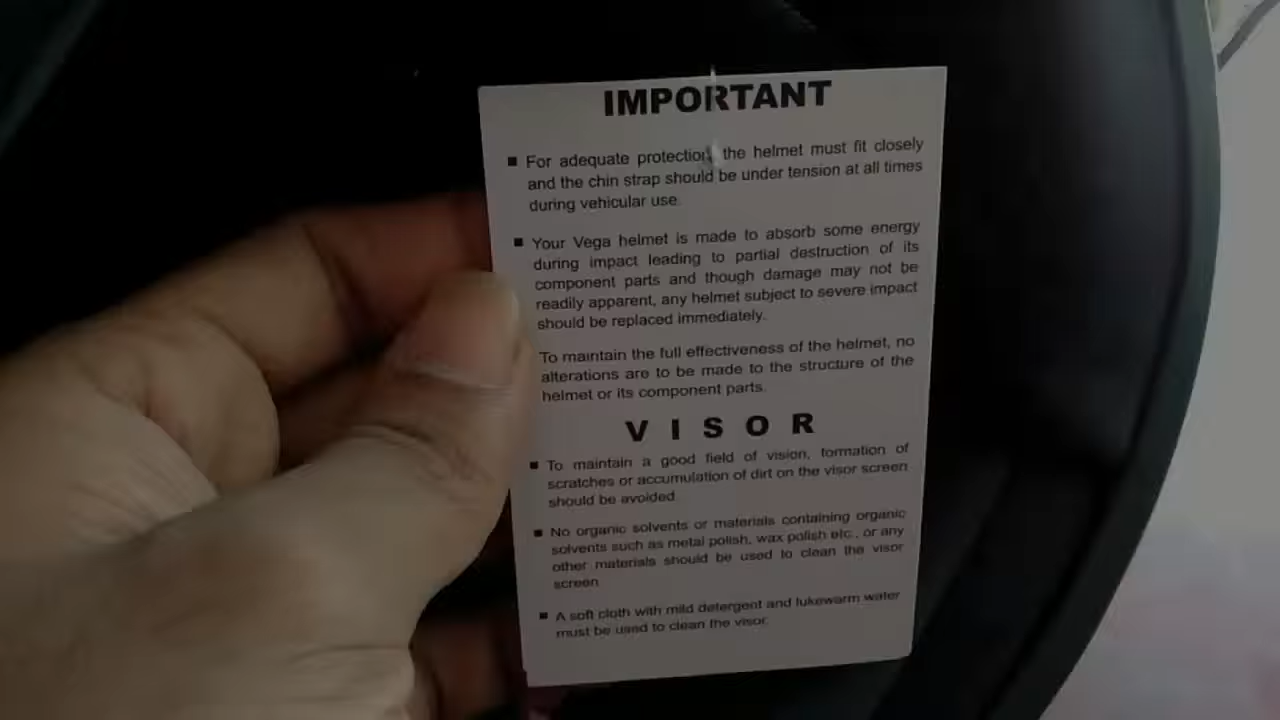 IMPORTANT
▪ For adequate protection, the helmet must fit closely
and the chin strap should be under tension at all times
during vehicular use.
▪ Your Vega helmet is made to absorb some energy
during impact leading to partial destruction of its
component parts and though damage may not be
readily apparent, any helmet subject to severe impact
should be replaced immediately.
To maintain the full effectiveness of the helmet, no
alterations are to be made to the structure of the
helmet or its component parts.
VISOR
▪ To maintain a good field of vision, formation of
scratches or accumulation of dirt on the visor screen
should be avoided
▪ No organic solvents or materials containing organic
solvents such as metal polish, wax polish etc., or any
other materials should be used to clean the visor
screen
▪ A soft cloth with mild detergent and lukewarm water
must be used to clean the visor.